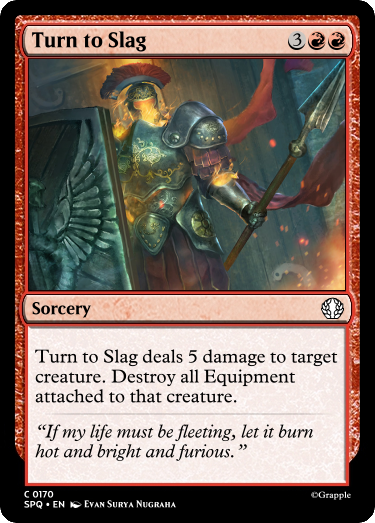 Turn to Slag 3
Sorcery
Turn to Slag deals 5 damage to target
creature. Destroy all Equipment
attached to that creature.
“If my life must be fleeting, let it burn
hot and bright and furious.”
C 0170
SPQ • EN Evan Surya Nugraha
©Grapple